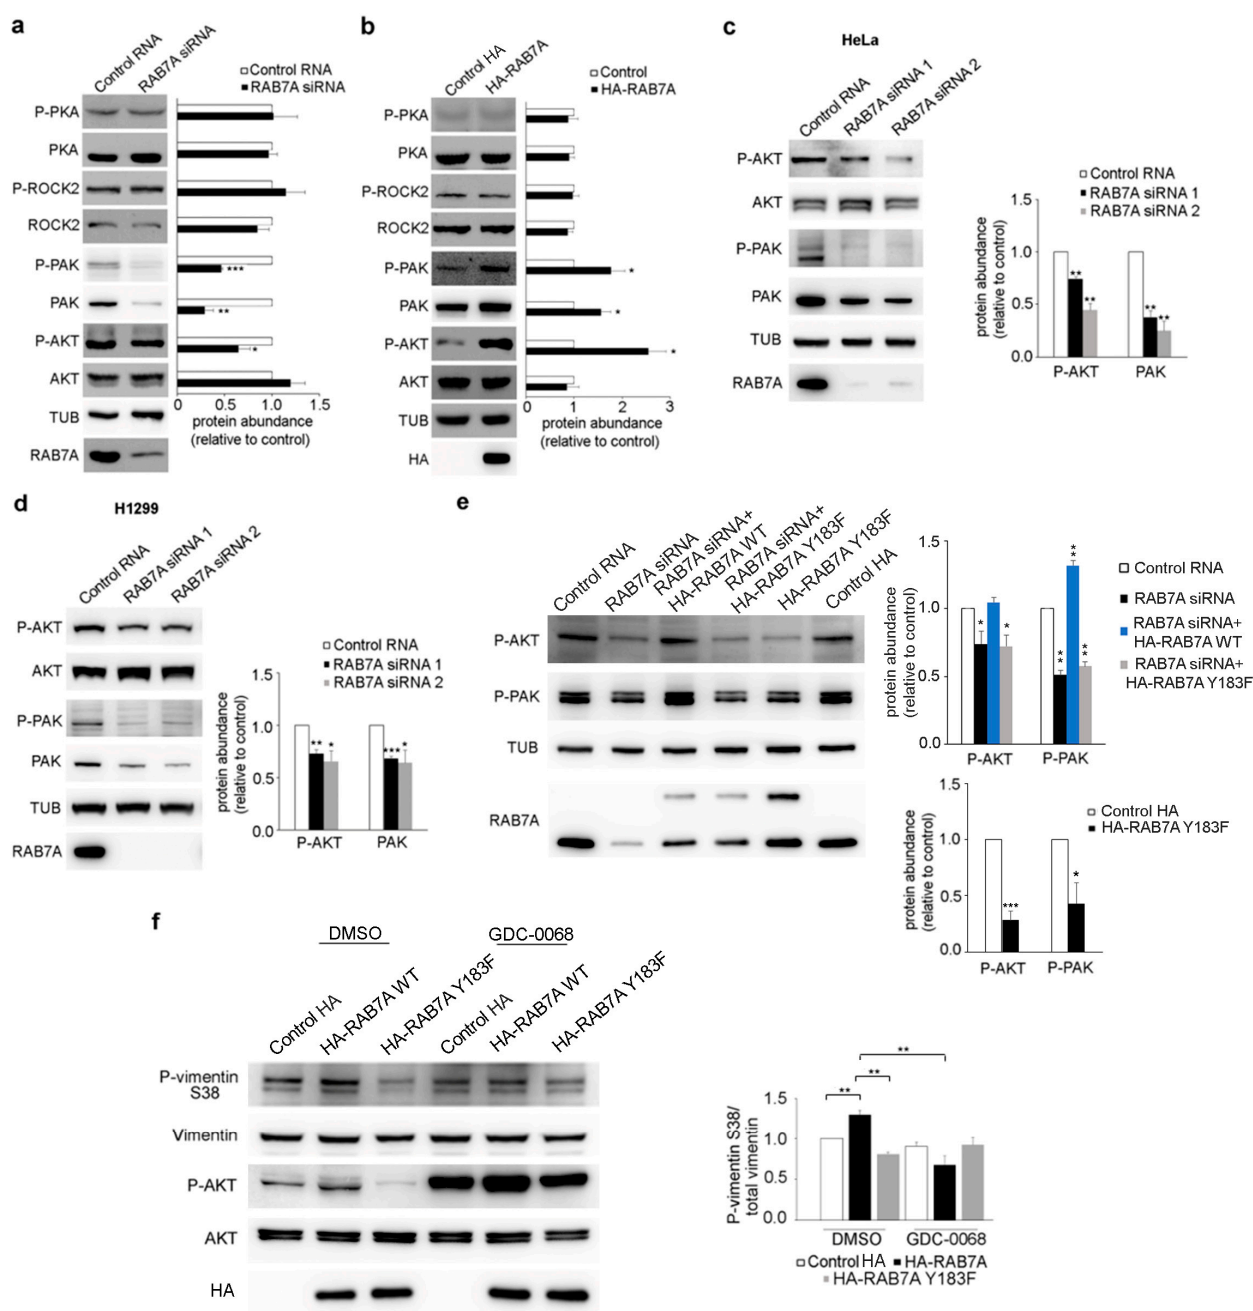 a
Control RNA
RAB7A siRNA
Control RNA
RAB7A siRNA
P-PKA
PKA
P-ROCK2
ROCK2
P-PAK
***
PAK
**
P-AKT
*
AKT
TUB
RAB7A
0 0.5 1.0 1.5
protein abundance
(relative to control)
b
Control HA
HA-RAB7A
Control
HA-RAB7A
P-PKA
PKA
P-ROCK2
ROCK2
P-PAK
*
PAK
*
P-AKT
*
AKT
TUB
HA
0 1 2 3
protein abundance
(relative to control)
c
HeLa
Control RNA
RAB7A siRNA 1
RAB7A siRNA 2
P-AKT
AKT
P-PAK
PAK
TUB
RAB7A
Control RNA
RAB7A siRNA 1
RAB7A siRNA 2
protein abundance
(relative to control)
1.5
1.0
0.5
0.0
** **
** **
P-AKT PAK
d
H1299
Control RNA
RAB7A siRNA 1
RAB7A siRNA 2
P-AKT
AKT
P-PAK
PAK
TUB
RAB7A
Control RNA
RAB7A siRNA 1
RAB7A siRNA 2
protein abundance
(relative to control)
1.5
1.0
0.5
0.0
** *
*** *
P-AKT PAK
e
Control RNA
RAB7A siRNA
RAB7A siRNA+
HA-RAB7A WT
RAB7A siRNA+
HA-RAB7A Y183F
HA-RAB7A Y183F
Control HA
P-AKT
P-PAK
TUB
RAB7A
protein abundance
(relative to control)
1.5
1.0
0.5
0.0
* *
** ** **
P-AKT P-PAK
Control RNA
RAB7A siRNA
RAB7A siRNA+
HA-RAB7A WT
RAB7A siRNA+
HA-RAB7A Y183F
protein abundance
(relative to control)
1.5
1.0
0.5
0.0
***
*
P-AKT P-PAK
Control HA
HA-RAB7A Y183F
f
DMSO
GDC-0068
Control HA
HA-RAB7A WT
HA-RAB7A Y183F
Control HA
HA-RAB7A WT
HA-RAB7A Y183F
P-vimentin
S38
Vimentin
P-AKT
AKT
HA
P-vimentin S38/
total vimentin
1.5
1.0
0.5
0.0
**
**
**
DMSO GDC-0068
Control HA HA-RAB7A
HA-RAB7A Y183F